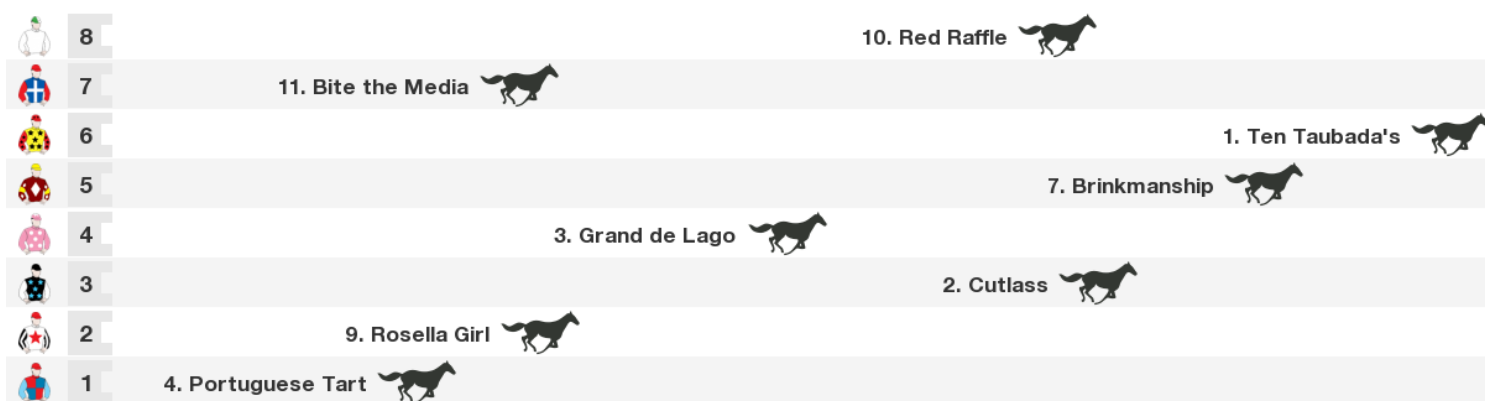 8 10. Red Raffle
7 11. Bite the Media
6 1. Ten Taubada's
5 7. Brinkmanship
4 3. Grand de Lago
3 2. Cutlass
2 9. Rosella Girl
1 4. Portuguese Tart